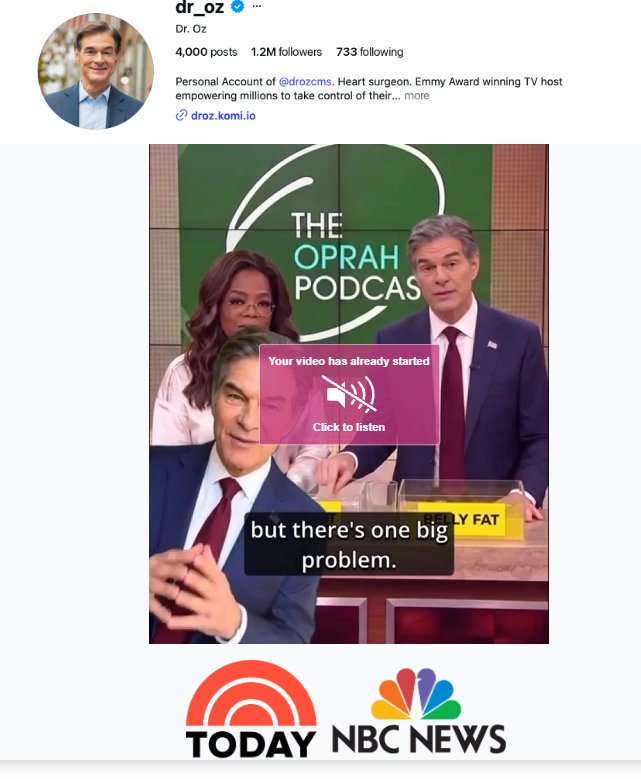 dr_oz ...
Dr. Oz
4,000 posts 1.2M followers 733 following
Personal Account of @drozcms. Heart surgeon. Emmy Award winning TV host
empowering millions to take control of their... more
droz.komi.io
THE
OPRAH
PODCAS
Your video has already started
Click to listen
LLY FAT
but there's one big
problem.
TODAY
NBC NEWS